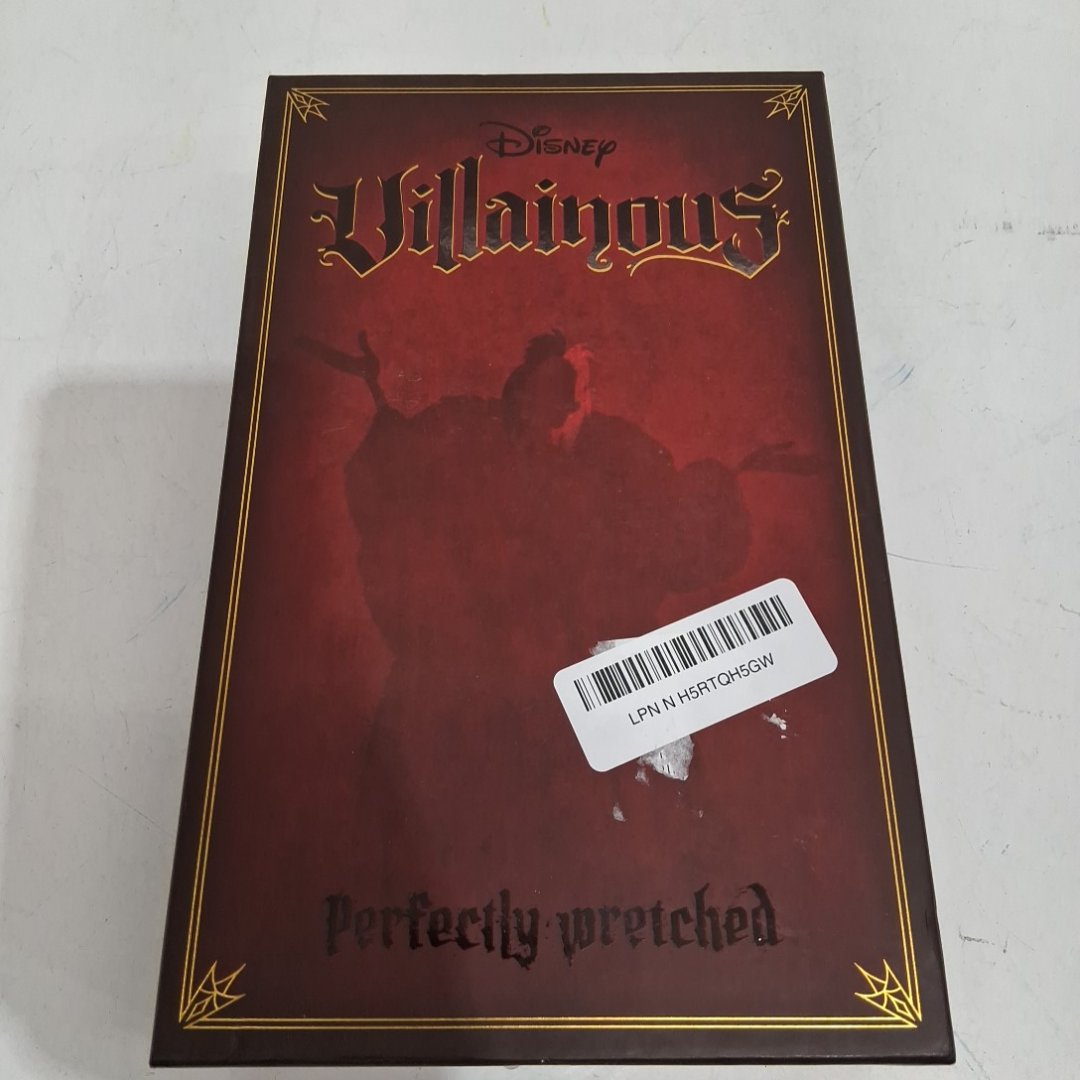 Disney
Villainous
LPN N H5RTQH5GW
Perfectly wretched